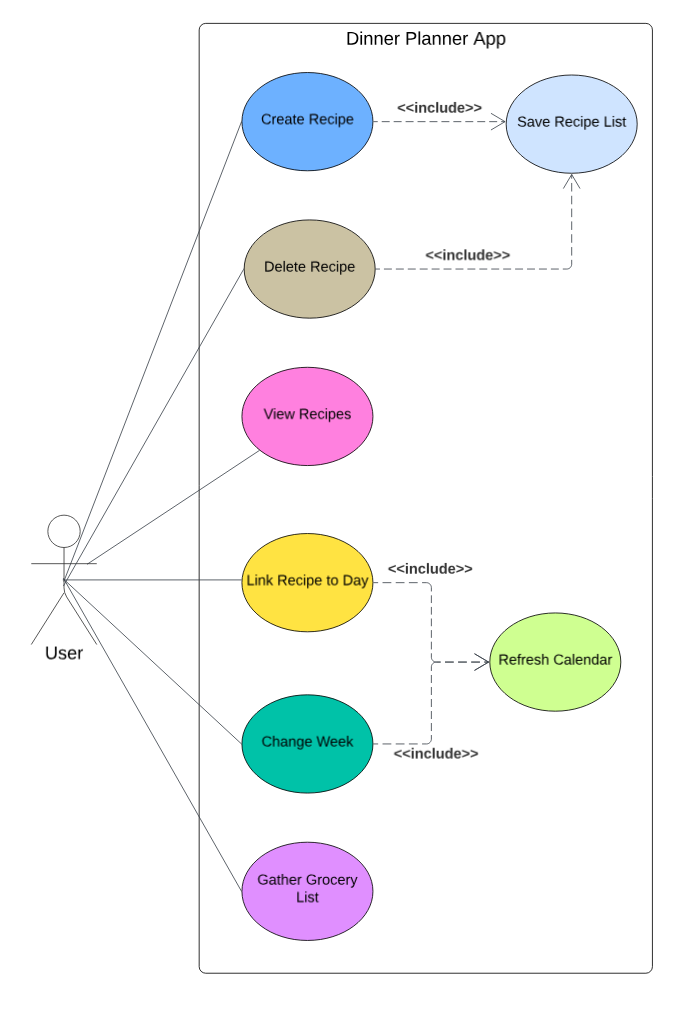 Dinner Planner App
Create Recipe
<<include>>
Save Recipe List
Delete Recipe
<<include>>
View Recipes
Link Recipe to Day
<<include>>
Refresh Calendar
User
Change Week
<<include>>
Gather Grocery
List